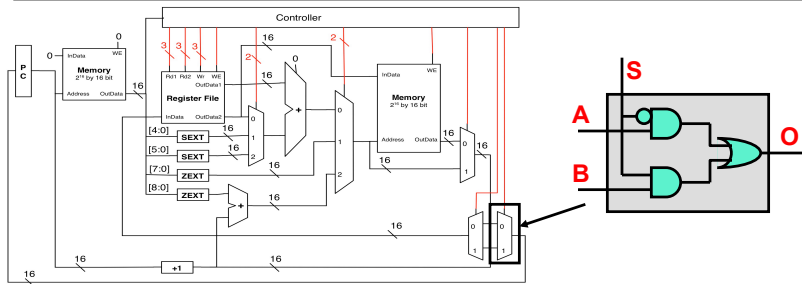 Controller
16
0
3 3 3
2
16
2
0
P
C
InData
WE
Memory
2¹⁶ by 16 bit
Address
OutData
16
Rd1 Rd2 Wr WE
OutData1
Register File
InData
OutData2
16
0
+
0
1
2
InData
WE
Memory
2¹⁶ by 16 bit
Address
OutData
16
0
1
16
[4:0]
SEXT
16
[5:0]
SEXT
16
[7:0]
ZEXT
16
[8:0]
ZEXT
0
1
2
+
16
16
16
0
1
0
1
16
16
+1
16
16
S
A
B
O